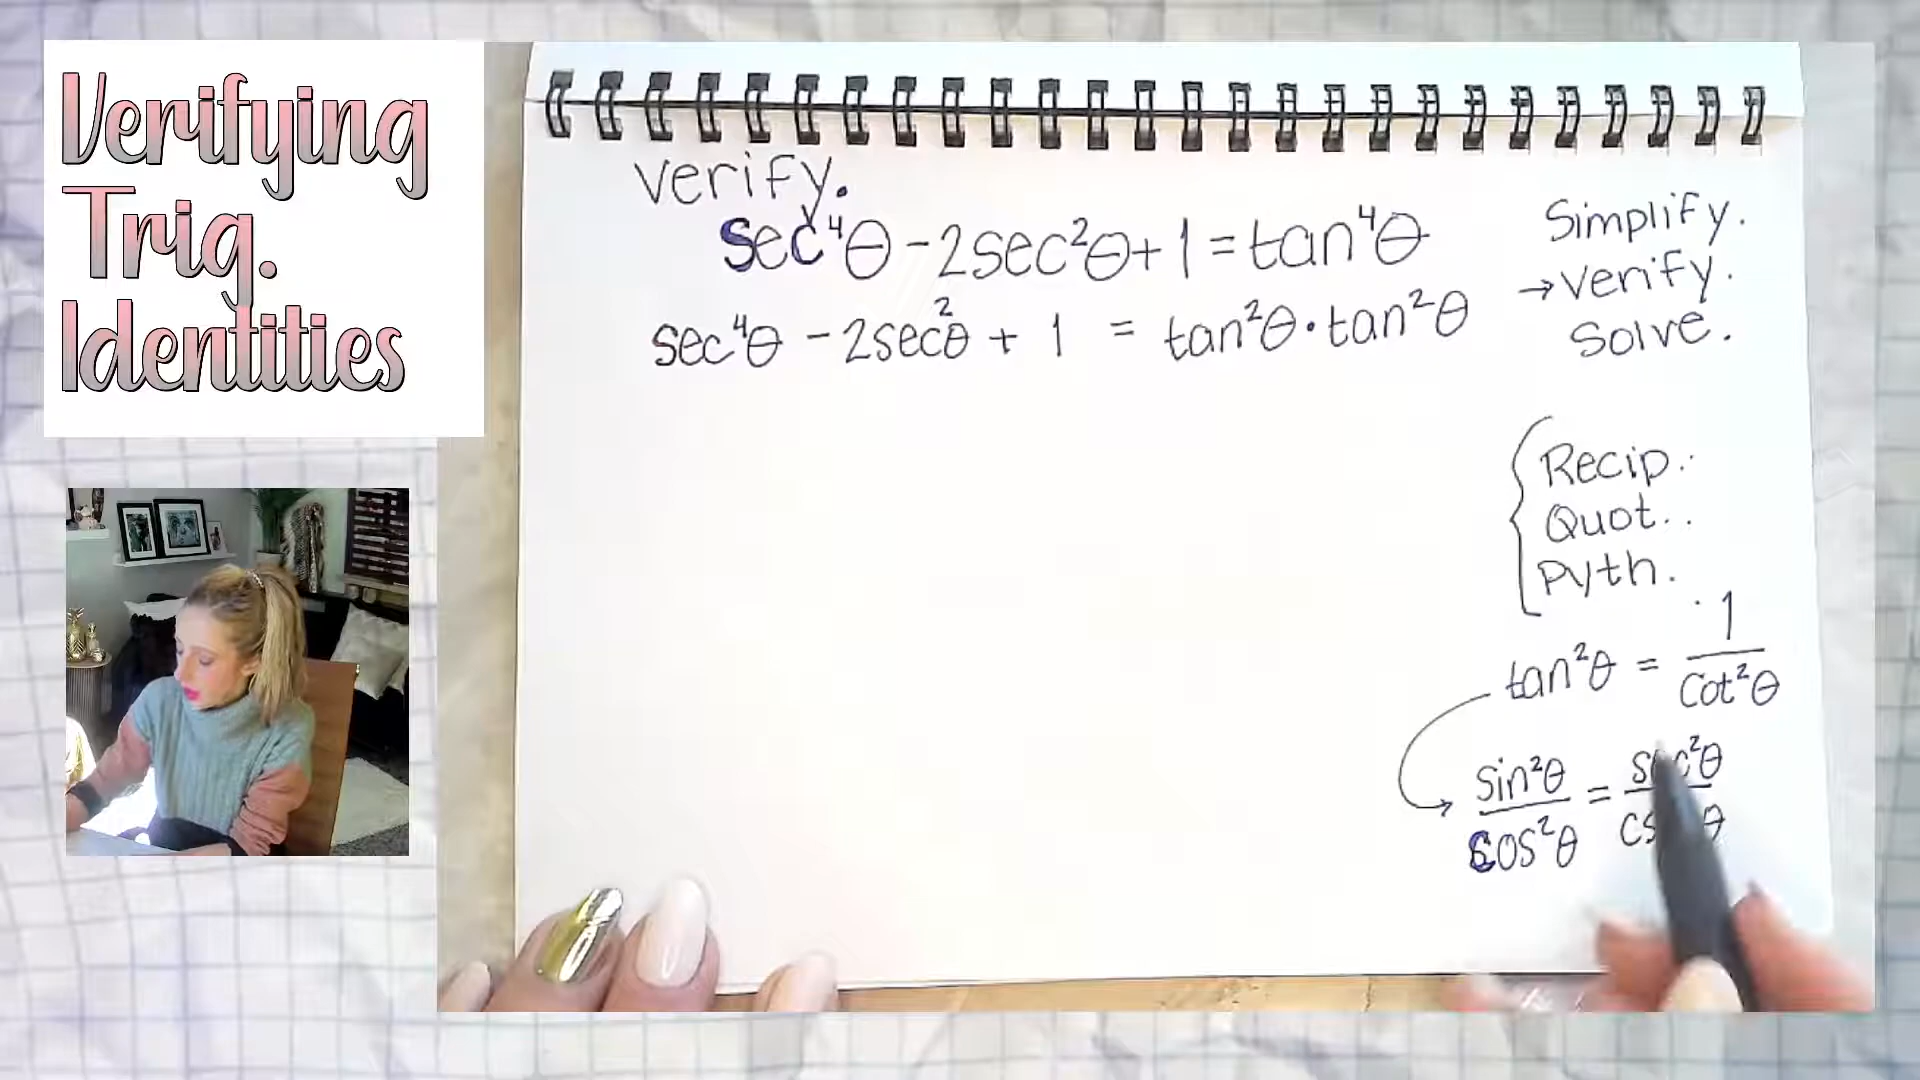 Verifying
Trig.
Identities
Verify.
sec⁴θ - 2sec²θ + 1 = tan⁴θ
sec⁴θ - 2sec²θ + 1 = tan²θ · tan²θ
Simplify.
→ Verify.
Solve.
Recip.
Quot.
Pyth.
tan²θ = 1/cot²θ
sin²θ/cos²θ =